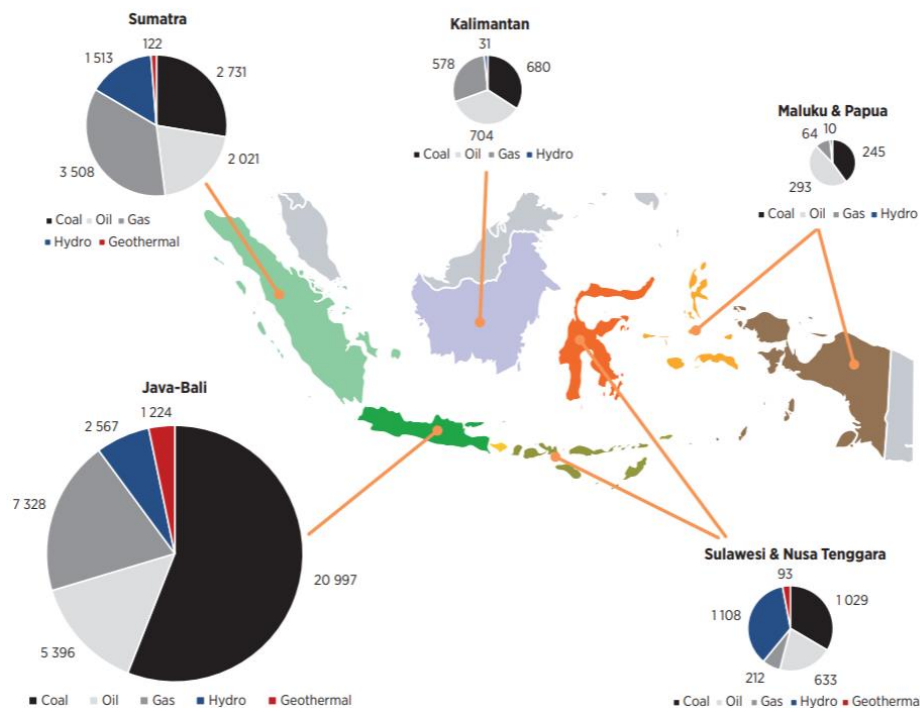 Sumatra
122
1 513
2 731
3 508
2 021
Coal Oil Gas
Hydro Geothermal
Kalimantan
31
578
680
704
Coal Oil Gas Hydro
Maluku & Papua
10
64
245
293
Coal Oil Gas Hydro
Java-Bali
1 224
2 567
7 328
20 997
5 396
Coal Oil Gas Hydro Geothermal
Sulawesi & Nusa Tenggara
93
1 029
1 108
212
633
Coal Oil Gas Hydro Geotherma